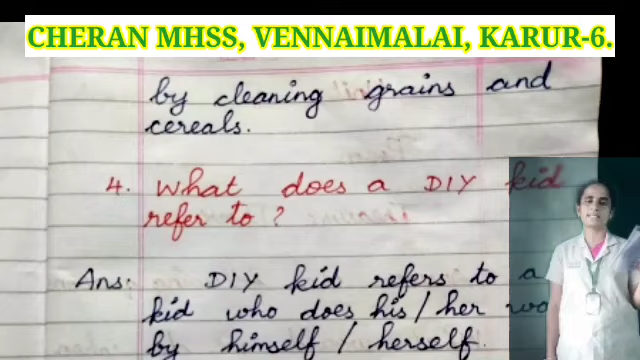 CHERAN MHSS, VENNAIMALAI, KARUR-6.
by cleaning grains and
cereals.
4. What does a DIY kid
refer to?
Ans: DIY kid refers to a
kid who does his/her
by himself/herself.